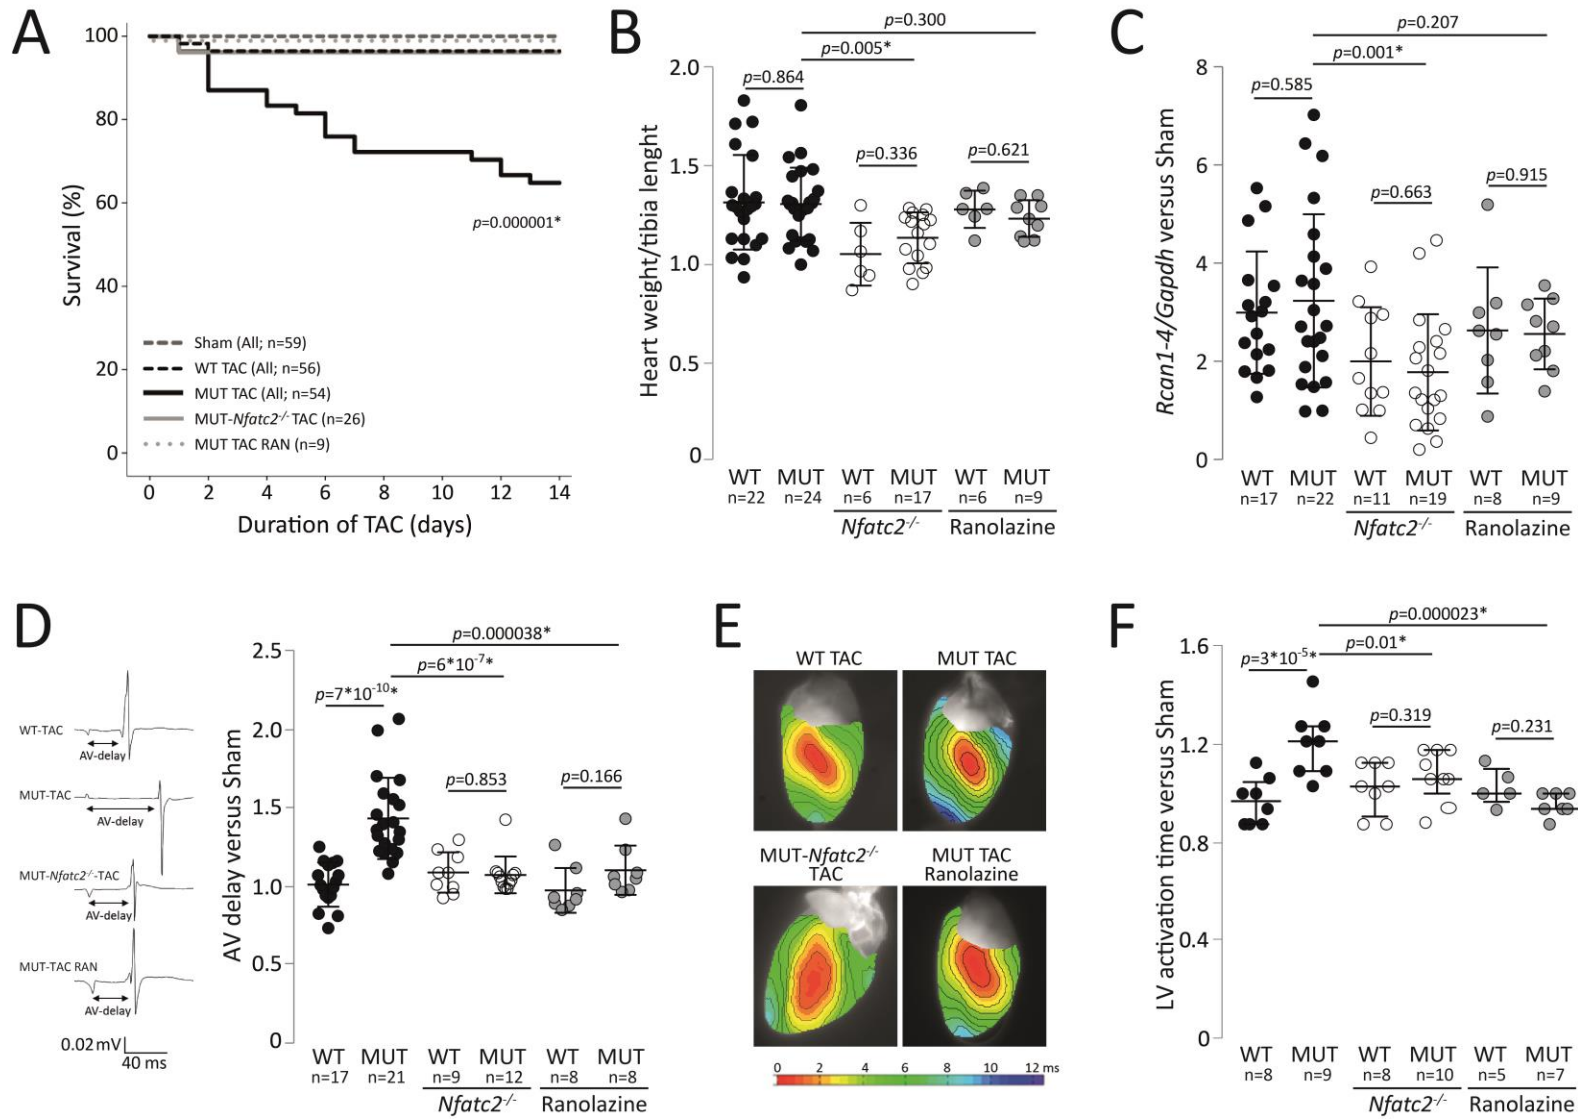 A
100
80
60
40
20
0
Survival (%)
p=0.000001*
Sham (All; n=59)
WT TAC (All; n=56)
MUT TAC (All; n=54)
MUT-Nfatc2-/-TAC (n=26)
MUT TAC RAN (n=9)
0 2 4 6 8 10 12 14
Duration of TAC (days)
B
p=0.300
p=0.005*
p=0.864
p=0.336
p=0.621
2.0
1.5
1.0
0.5
0
Heart weight/tibia lenght
WT MUT WT MUT WT MUT
n=22 n=24 n=6 n=17 n=6 n=9
Nfatc2-/- Ranolazine
C
p=0.207
p=0.001*
p=0.585
p=0.663
p=0.915
8
6
4
2
0
Rcan1-4/Gapdh versus Sham
WT MUT WT MUT WT MUT
n=17 n=22 n=11 n=19 n=8 n=9
Nfatc2-/- Ranolazine
D
WT-TAC
AV-delay
MUT-TAC
AV-delay
MUT-Nfatc2-/-TAC
AV-delay
MUT-TAC RAN
AV-delay
0.02 mV
40 ms
p=0.000038*
p=6*10-7*
p=7*10-10*
p=0.853
p=0.166
2.5
2.0
1.5
1.0
0.5
0
AV delay versus Sham
WT MUT WT MUT WT MUT
n=17 n=21 n=9 n=12 n=8 n=8
Nfatc2-/- Ranolazine
E
WT TAC
MUT TAC
MUT-Nfatc2-/-
TAC
MUT TAC
Ranolazine
0 2 4 6 8 10 12 ms
F
p=0.000023*
p=0.01*
p=3*10-5*
p=0.319
p=0.231
1.6
1.2
0.8
0.4
0
LV activation time versus Sham
WT MUT WT MUT WT MUT
n=8 n=9 n=8 n=10 n=5 n=7
Nfatc2-/- Ranolazine